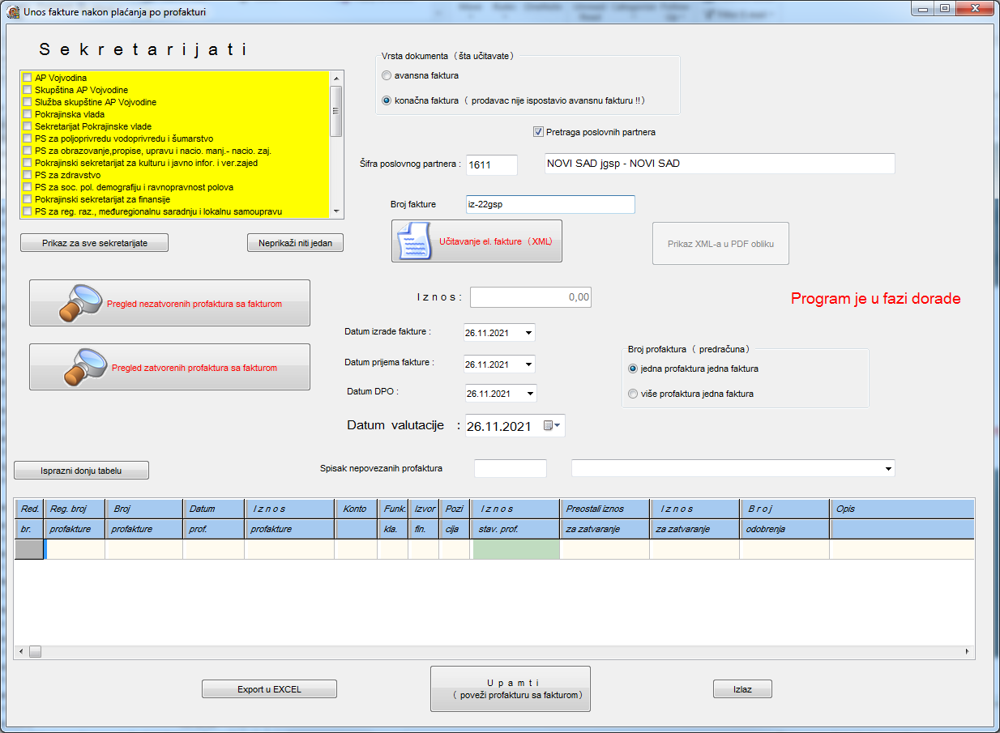 Unos fakture nakon plaćanja po profakturi
S e k r e t a r i j a t i
AP Vojvodina
Skupština AP Vojvodine
Služba skupštine AP Vojvodine
Pokrajinska vlada
Sekretarijat Pokrajinske vlade
PS za poljoprivredu vodoprivredu i šumarstvo
PS za obrazovanje,propise, upravu i nacio. manj.- nacio. zaj.
Pokrajinski sekretarijat za kulturu i javno infor. i ver.zajed
PS za zdravstvo
PS za soc. pol. demografiju i ravnopravnost polova
Pokrajinski sekretarijat za finansije
PS za reg. raz., međuregionalnu saradnju i lokalnu samoupravu
Prikaz za sve sekretarijate
Neprikaži niti jedan
Pregled nezatvorenih profaktura sa fakturom
Pregled zatvorenih profaktura sa fakturom
Vrsta dokumenta ( šta učitavate )
avansna faktura
konačna faktura ( prodavac nije ispostavio avansnu fakturu !! )
Pretraga poslovnih partnera
Šifra poslovnog partnera : 1611 NOVI SAD jgsp - NOVI SAD
Broj fakture iz-22gsp
Učitavanje el. fakture (XML)
Prikaz XML-a u PDF obliku
I z n o s : 0,00
Program je u fazi dorade
Datum izrade fakture : 26.11.2021
Datum prijema fakture : 26.11.2021
Datum DPO : 26.11.2021
Datum valutacije : 26.11.2021
Broj profaktura ( predračuna )
jedna profaktura jedna faktura
više profaktura jedna faktura
Isprazni donju tabelu
Spisak nepovezanih profaktura
Red. Reg. broj Broj Datum I z n o s Konto Funk. Izvor Pozi I z n o s Preostali iznos I z n o s B r o j Opis
br. profakture profakture prof. profakture kla. fin. cija stav. prof. za zatvaranje za zatvaranje odobrenja
Export u EXCEL
U p a m t i
( poveži profakturu sa fakturom )
Izlaz